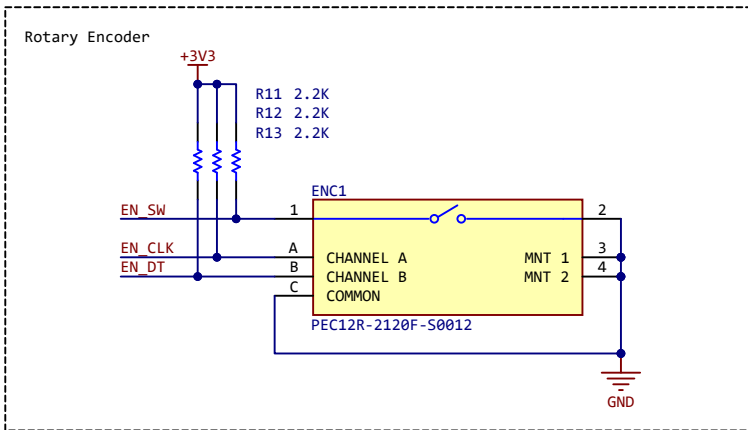 Rotary Encoder
+3V3
R11 2.2K
R12 2.2K
R13 2.2K
ENC1
EN_SW 1 2
EN_CLK A CHANNEL A MNT 1 3
EN_DT B CHANNEL B MNT 2 4
C COMMON
PEC12R-2120F-S0012
GND